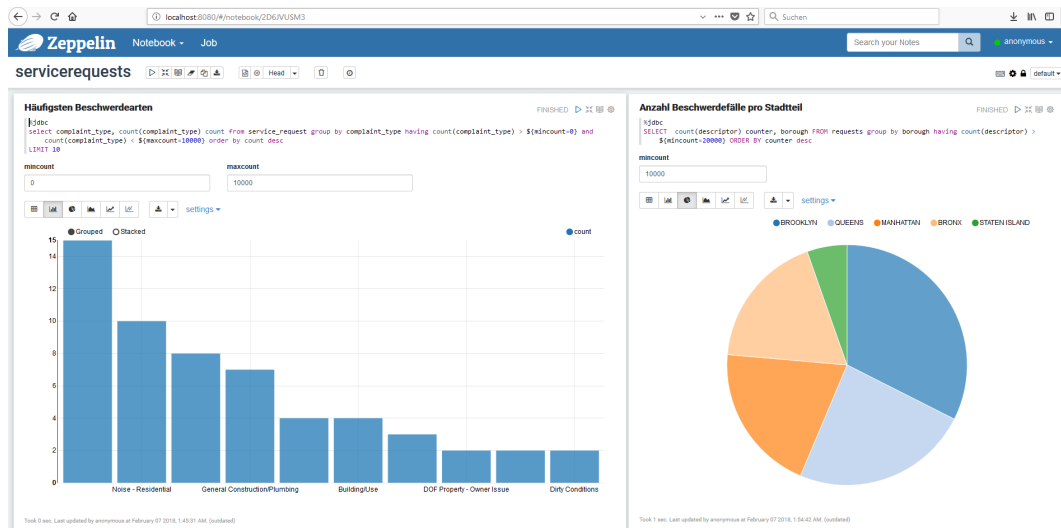 localhost:8080/#/notebook/2D6JVUSM3
Suchen
Zeppelin
Notebook
Job
Search your Notes
anonymous
servicerequests
Head
default
Häufigsten Beschwerdearten
FINISHED
%jdbc
select complaint_type, count(complaint_type) count from service_request group by complaint_type having count(complaint_type) > ${mincount=0} and
count(complaint_type) < ${maxcount=10000} order by count desc
LIMIT 10
mincount
maxcount
0
10000
settings
Grouped
Stacked
count
15
14
12
10
8
6
4
2
0
Noise - Residential
General Construction/Plumbing
Building/Use
DOF Property - Owner Issue
Dirty Conditions
Took 0 sec. Last updated by anonymous at February 07 2018, 1:45:31 AM. (outdated)
Anzahl Beschwerdefälle pro Stadtteil
FINISHED
%jdbc
SELECT count(descriptor) counter, borough FROM requests group by borough having count(descriptor) >
${mincount=20000} ORDER BY counter desc
mincount
10000
settings
BROOKLYN
QUEENS
MANHATTAN
BRONX
STATEN ISLAND
Took 1 sec. Last updated by anonymous at February 07 2018, 1:54:42 AM. (outdated)